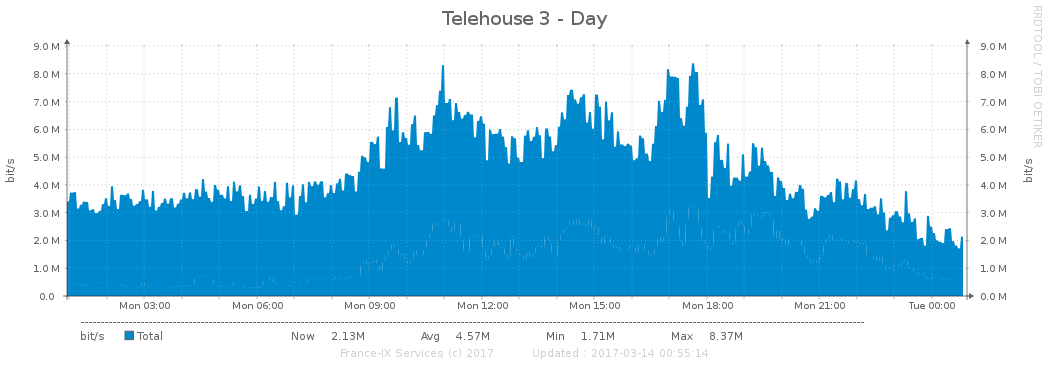 Telehouse 3 - Day
RRDTOOL / TOBI OETIKER
bit/s
9.0 M 9.0 M
8.0 M 8.0 M
7.0 M 7.0 M
6.0 M 6.0 M
5.0 M 5.0 M
4.0 M 4.0 M
3.0 M 3.0 M
2.0 M 2.0 M
1.0 M 1.0 M
0.0 0.0 M
bit/s
Mon 03:00 Mon 06:00 Mon 09:00 Mon 12:00 Mon 15:00 Mon 18:00 Mon 21:00 Tue 00:00
bit/s Total Now 2.13M Avg 4.57M Min 1.71M Max 8.37M
France-IX Services (c) 2017 Updated : 2017-03-14 00:55:14